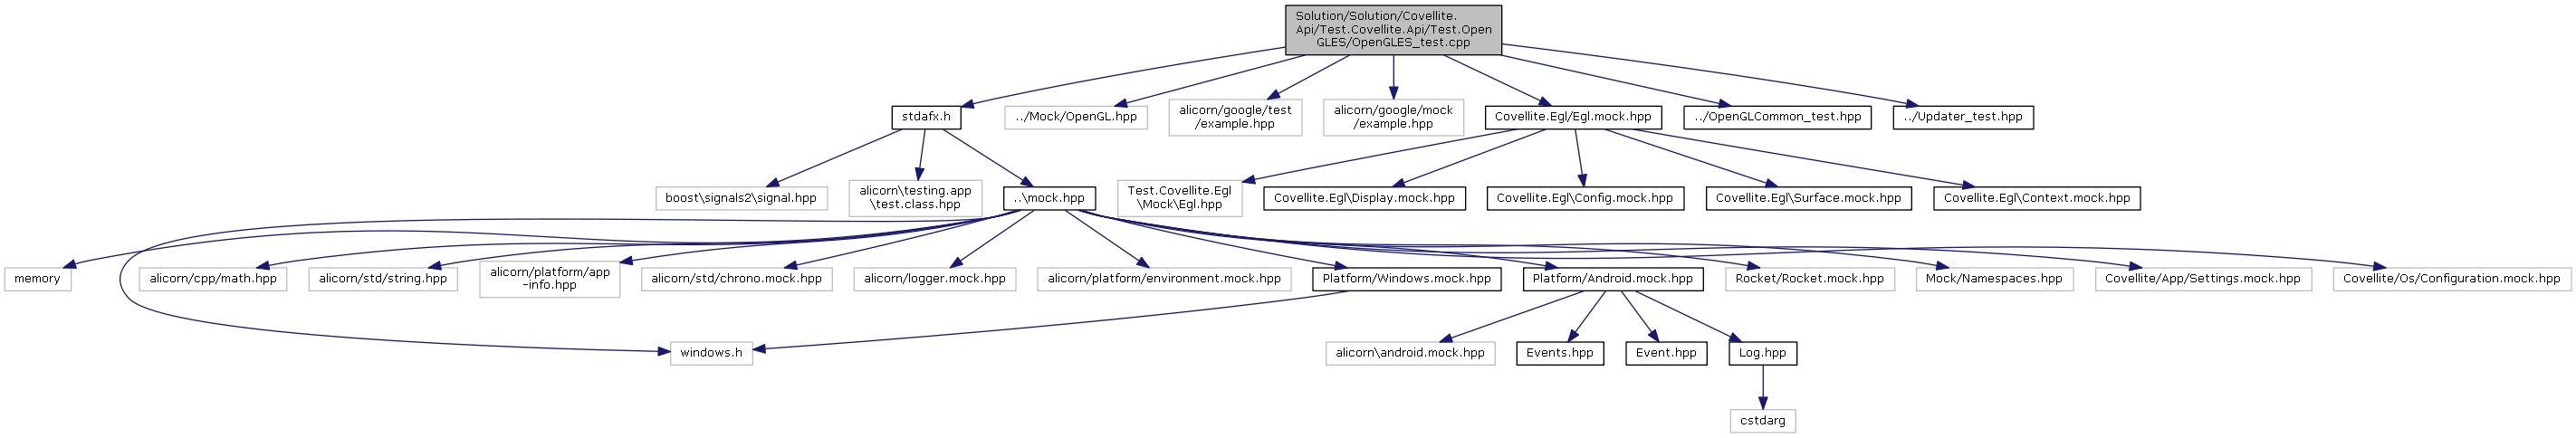 Solution/Solution/Covellite.
Api/Test.Covellite.Api/Test.Open
GLES/OpenGLES_test.cpp
stdafx.h
../Mock/OpenGL.hpp
alicorn/google/test
/example.hpp
alicorn/google/mock
/example.hpp
Covellite.Egl/Egl.mock.hpp
../OpenGLCommon_test.hpp
../Updater_test.hpp
boost\signals2\signal.hpp
alicorn\testing.app
\test.class.hpp
..\mock.hpp
Test.Covellite.Egl
\Mock\Egl.hpp
Covellite.Egl\Display.mock.hpp
Covellite.Egl\Config.mock.hpp
Covellite.Egl\Surface.mock.hpp
Covellite.Egl\Context.mock.hpp
memory
alicorn/cpp/math.hpp
alicorn/std/string.hpp
alicorn/platform/app
-info.hpp
alicorn/std/chrono.mock.hpp
alicorn/logger.mock.hpp
alicorn/platform/environment.mock.hpp
Platform/Windows.mock.hpp
Platform/Android.mock.hpp
Rocket/Rocket.mock.hpp
Mock/Namespaces.hpp
Covellite/App/Settings.mock.hpp
Covellite/Os/Configuration.mock.hpp
windows.h
alicorn\android.mock.hpp
Events.hpp
Event.hpp
Log.hpp
cstdarg